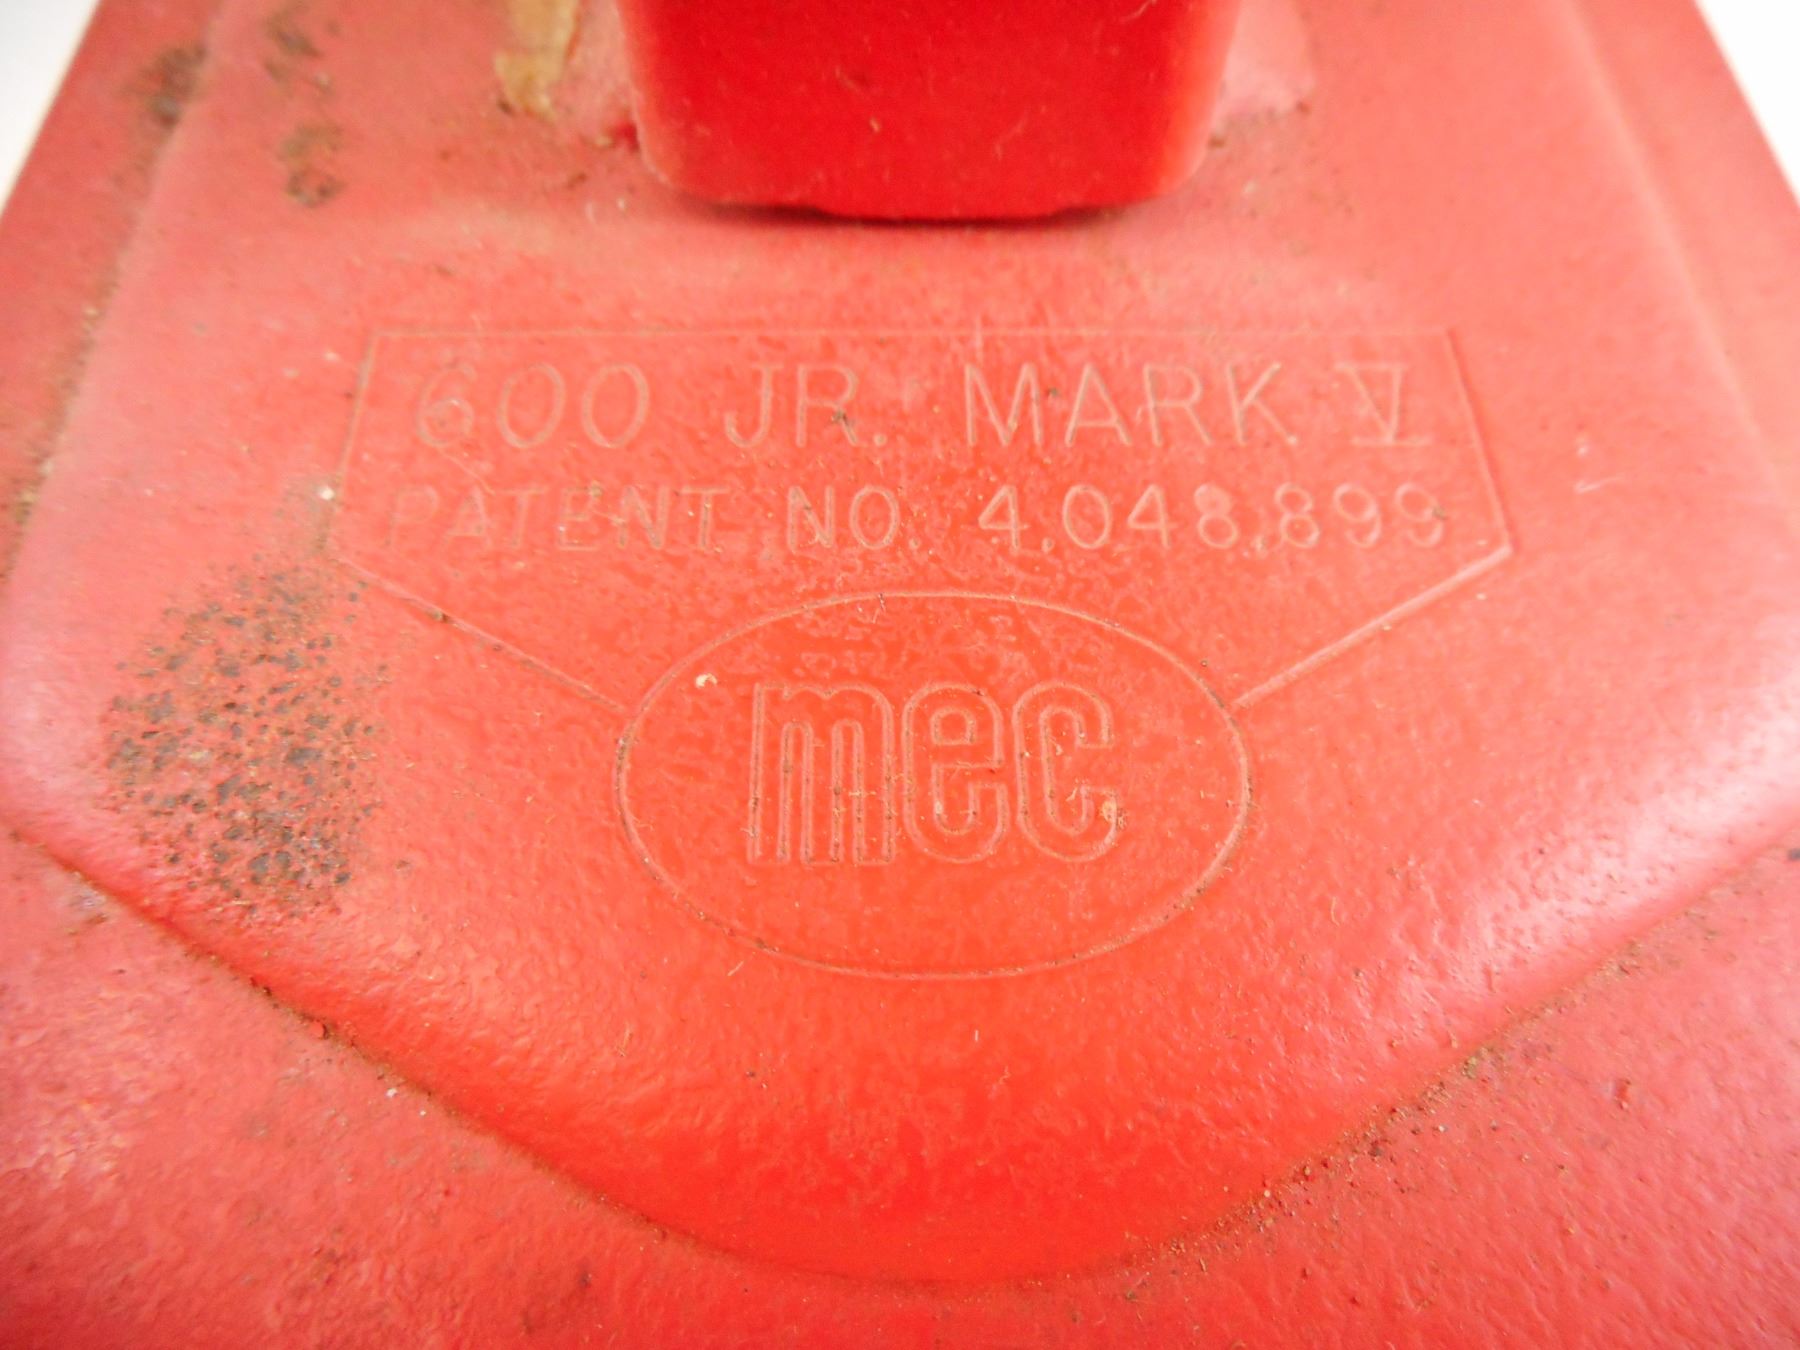 600 JR. MARK V
PATENT NO. 4,048,899
mec